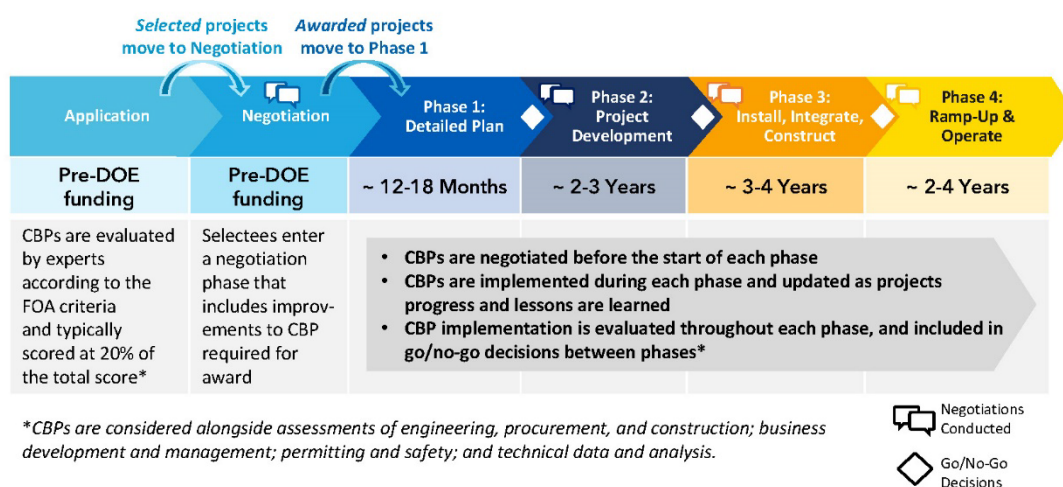 Selected projects
move to Negotiation
Awarded projects
move to Phase 1
Application
Negotiation
Phase 1:
Detailed Plan
Phase 2:
Project
Development
Phase 3:
Install, Integrate,
Construct
Phase 4:
Ramp-Up &
Operate
Pre-DOE
funding
Pre-DOE
funding
~ 12-18 Months
~ 2-3 Years
~ 3-4 Years
~ 2-4 Years
CBPs are evaluated
by experts
according to the
FOA criteria
and typically
scored at 20% of
the total score*
Selectees enter
a negotiation
phase that
includes improv-
ements to CBP
required for
award
• CBPs are negotiated before the start of each phase
• CBPs are implemented during each phase and updated as projects
progress and lessons are learned
• CBP implementation is evaluated throughout each phase, and included in
go/no-go decisions between phases*
*CBPs are considered alongside assessments of engineering, procurement, and construction; business
development and management; permitting and safety; and technical data and analysis.
Negotiations
Conducted
Go/No-Go
Decisions